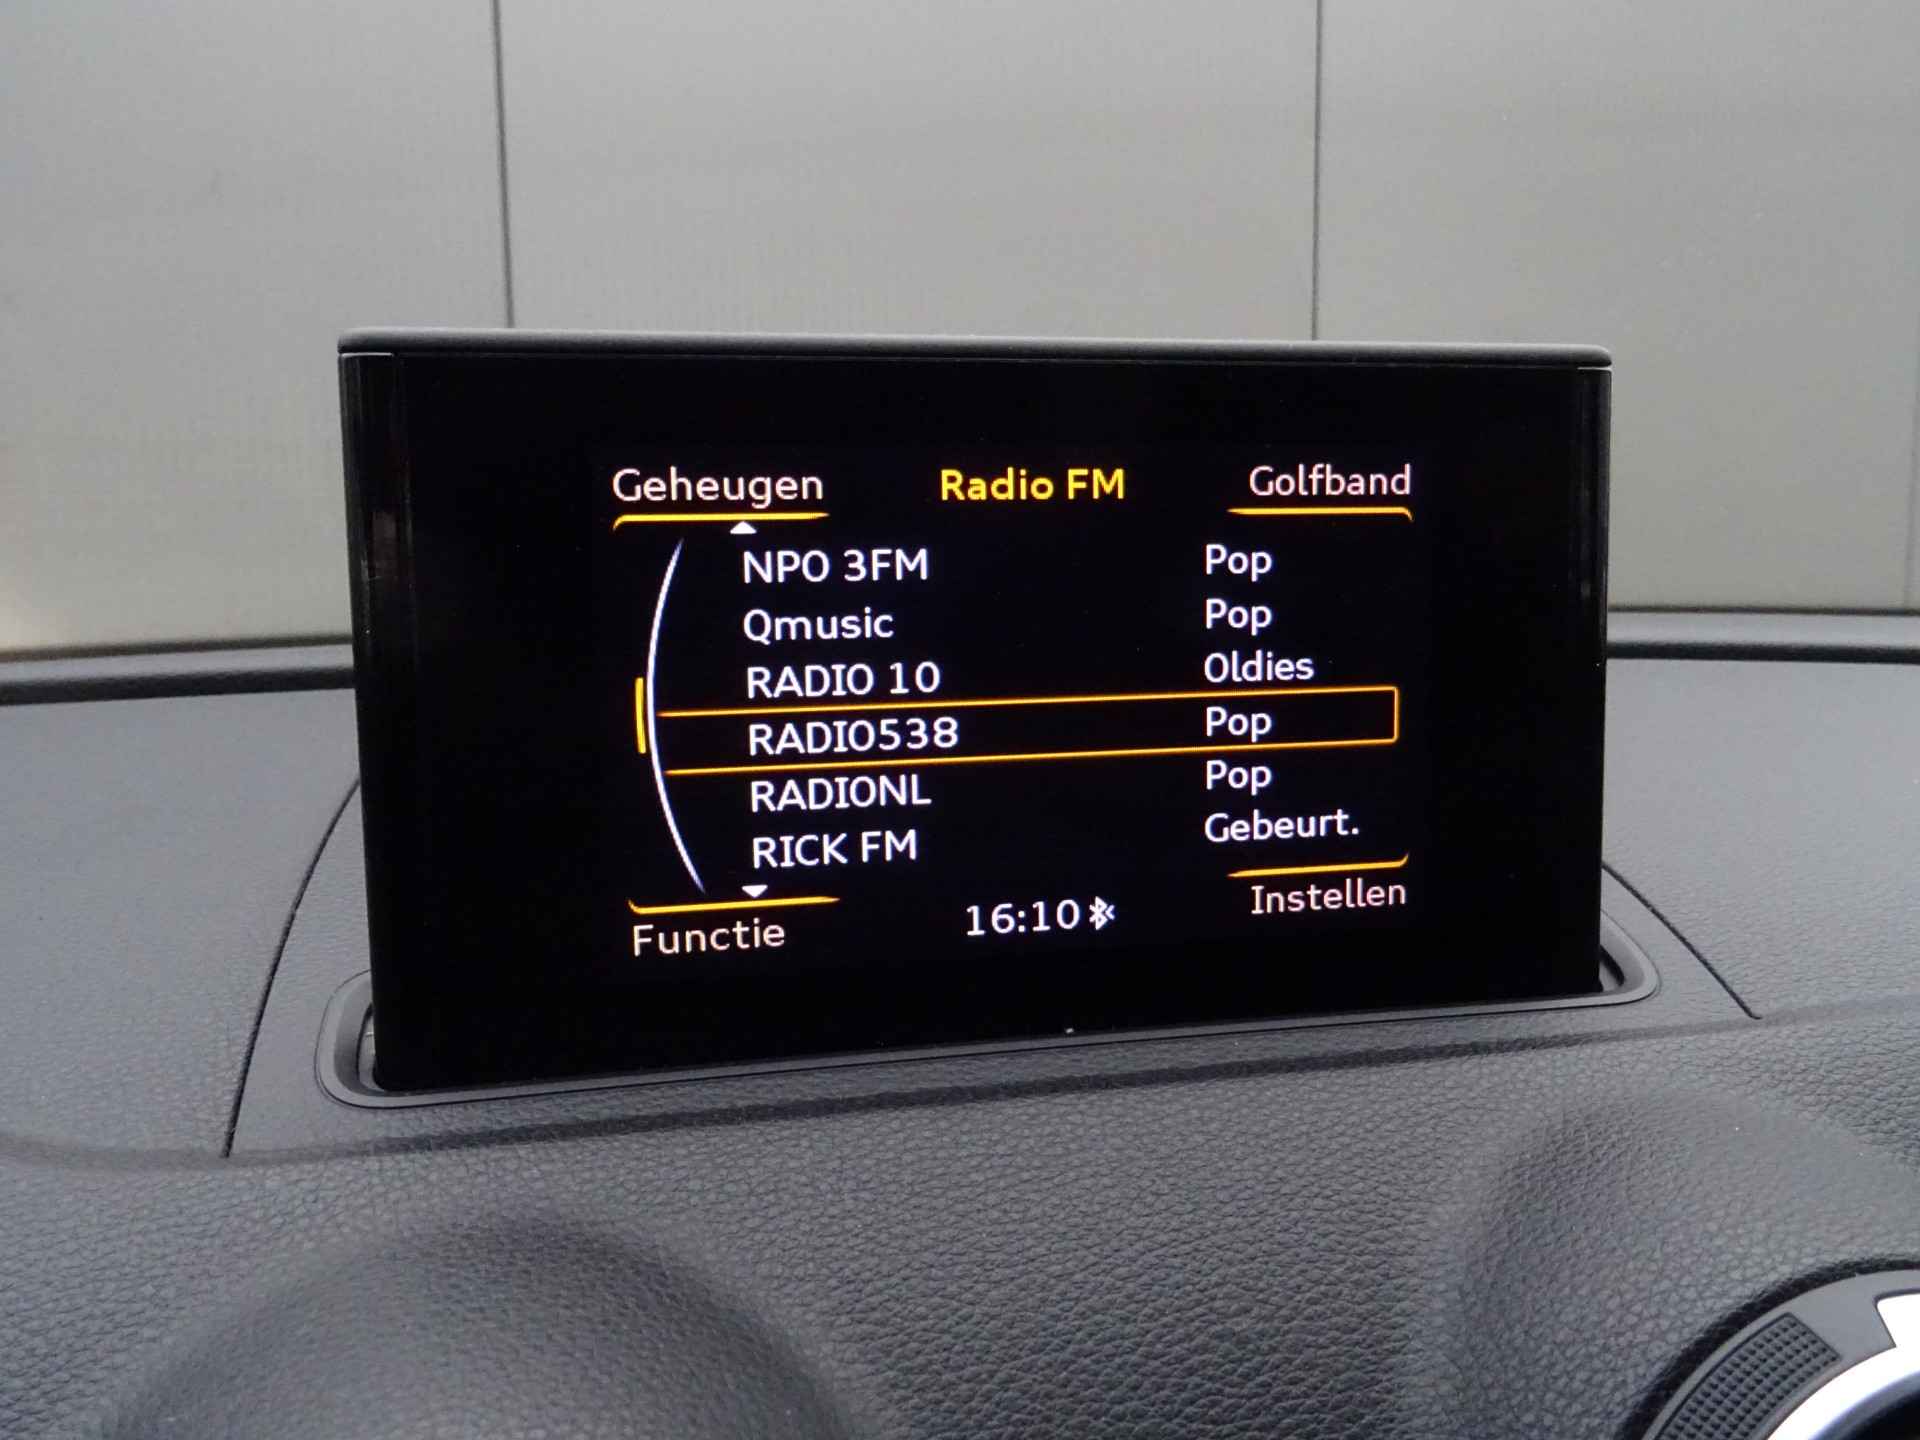 Geheugen Radio FM Golfband
NPO 3FM Pop
Qmusic Pop
RADIO 10 Oldies
RADIO538 Pop
RADIONL Pop
RICK FM Gebeurt.
Functie 16:10 Instellen